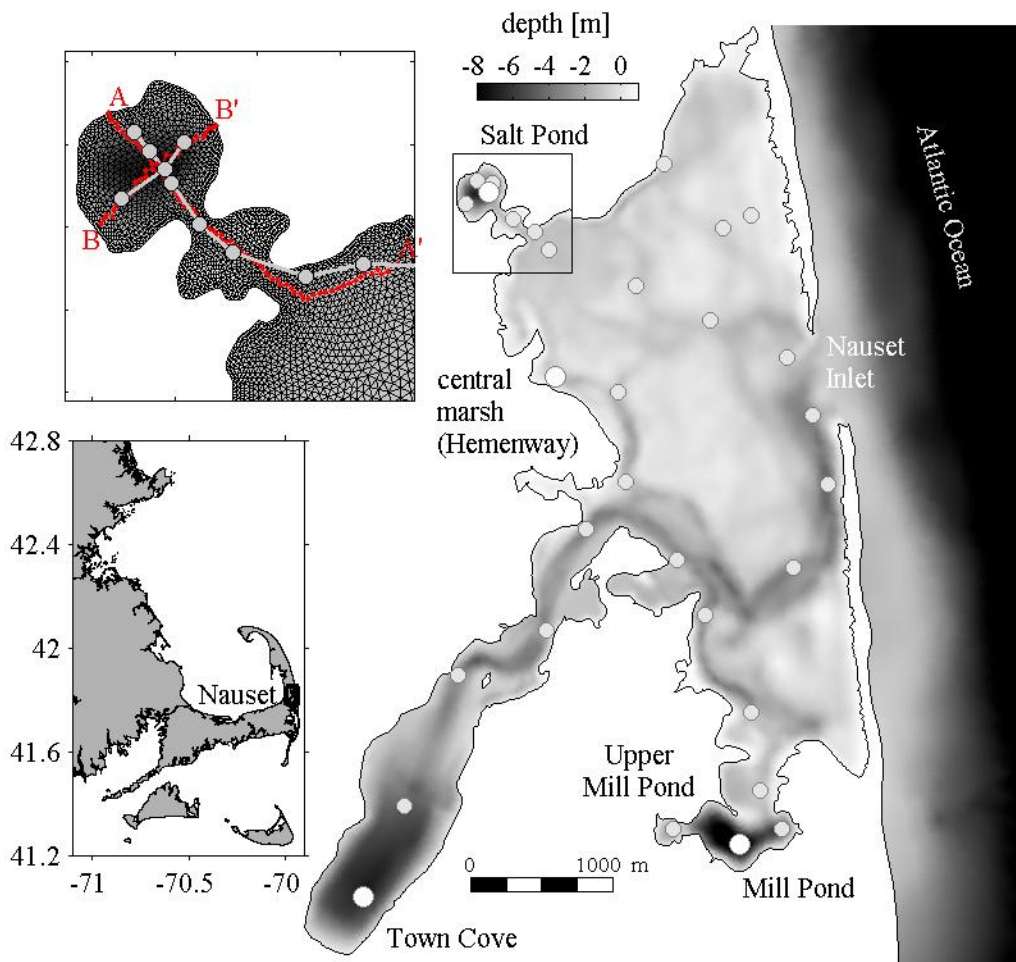 depth [m]
-8 -6 -4 -2 0
Salt Pond
A
B'
B
A'
Atlantic Ocean
Nauset
Inlet
central
marsh
(Hemenway)
42.8
42.4
42
41.6
41.2
-71 -70.5 -70
Nauset
Upper
Mill Pond
0 1000 m
Mill Pond
Town Cove